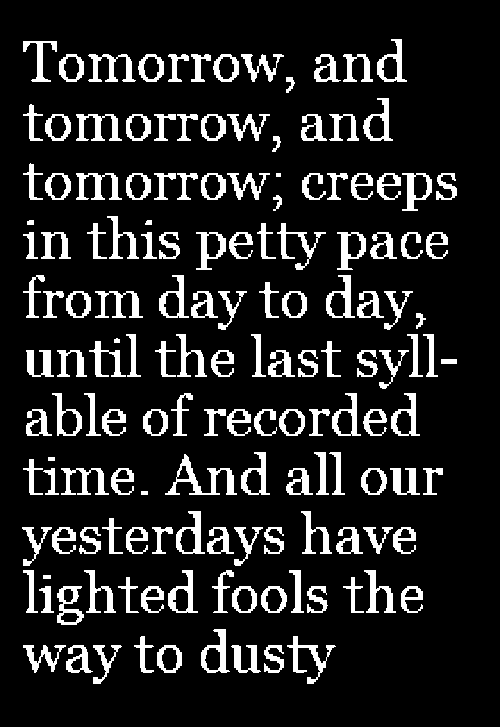 Tomorrow, and
tomorrow, and
tomorrow; creeps
in this petty pace
from day to day,
until the last syll-
able of recorded
time. And all our
yesterdays have
lighted fools the
way to dusty